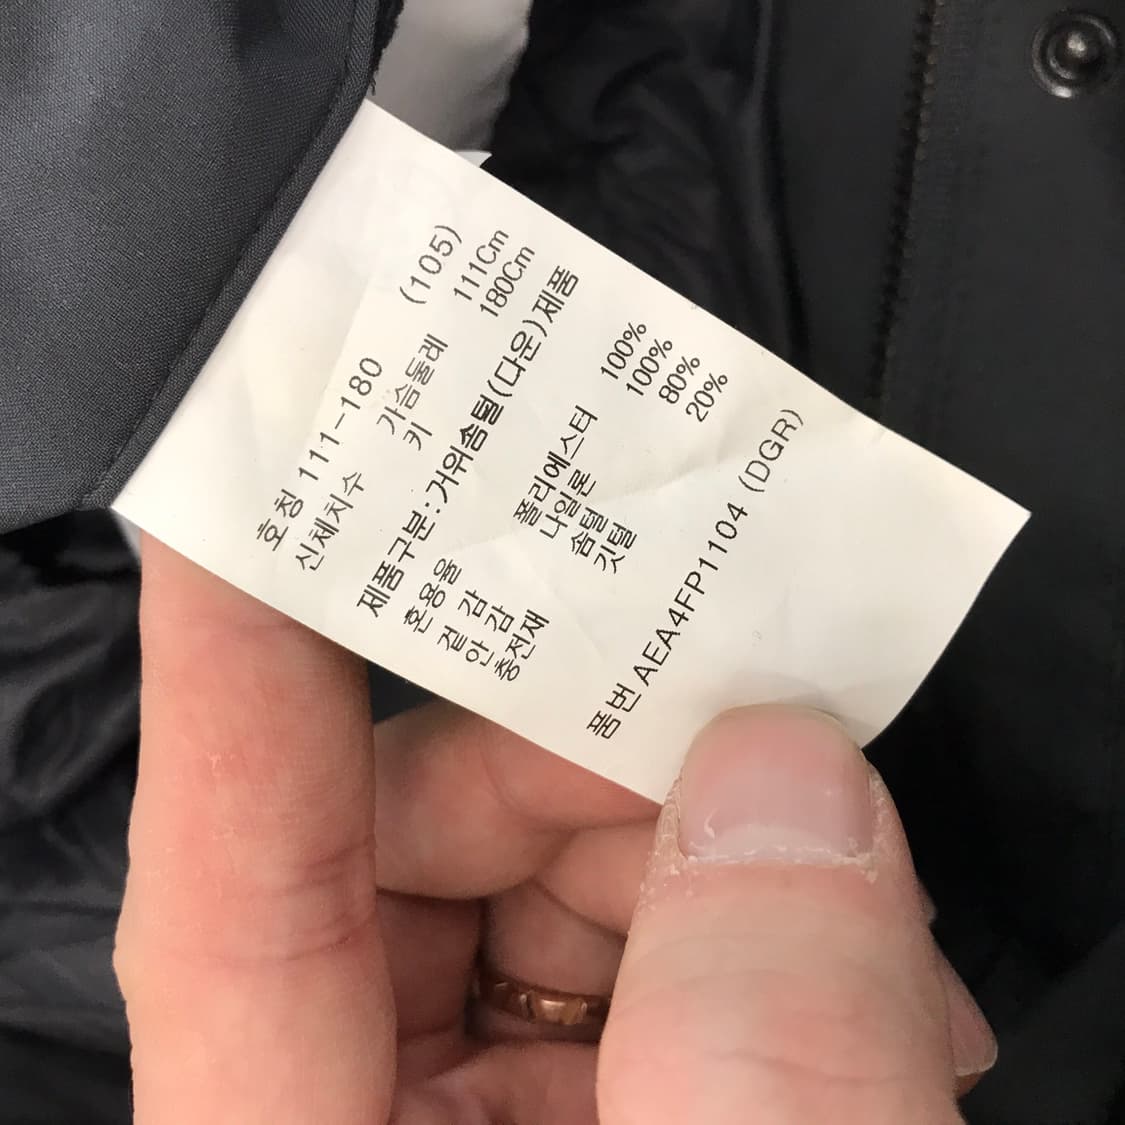 호칭 111-180 (105)
신체치수 가슴둘레 111Cm
키 180Cm
제품구분:거위솜털(다운)제품
혼용율
겉감 폴리에스터 100%
안감 나일론 100%
충전재 솜털 80%
깃털 20%
품번 AEA4FP1104 (DGR)